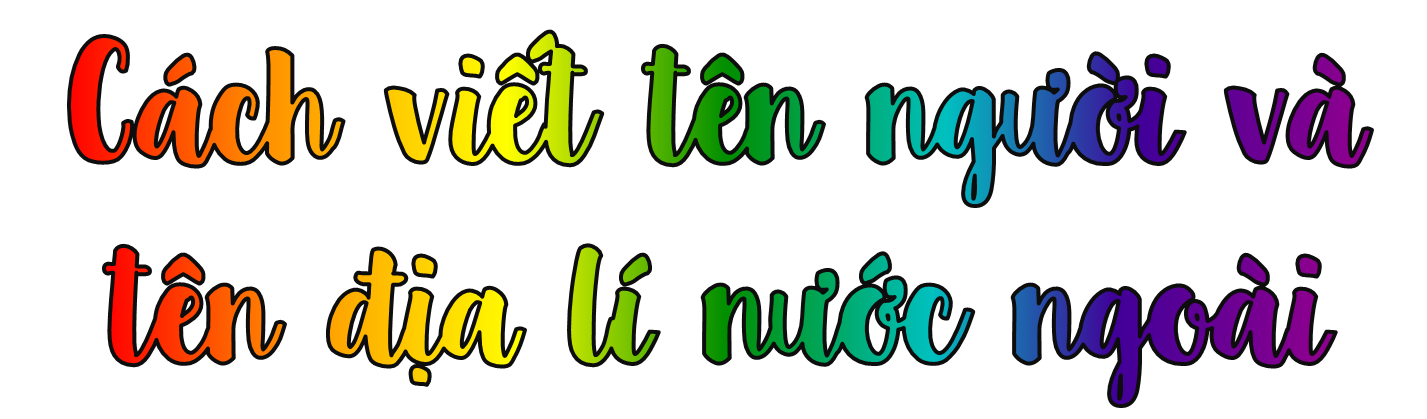 Cách viết tên người và
tên địa lí nước ngoài